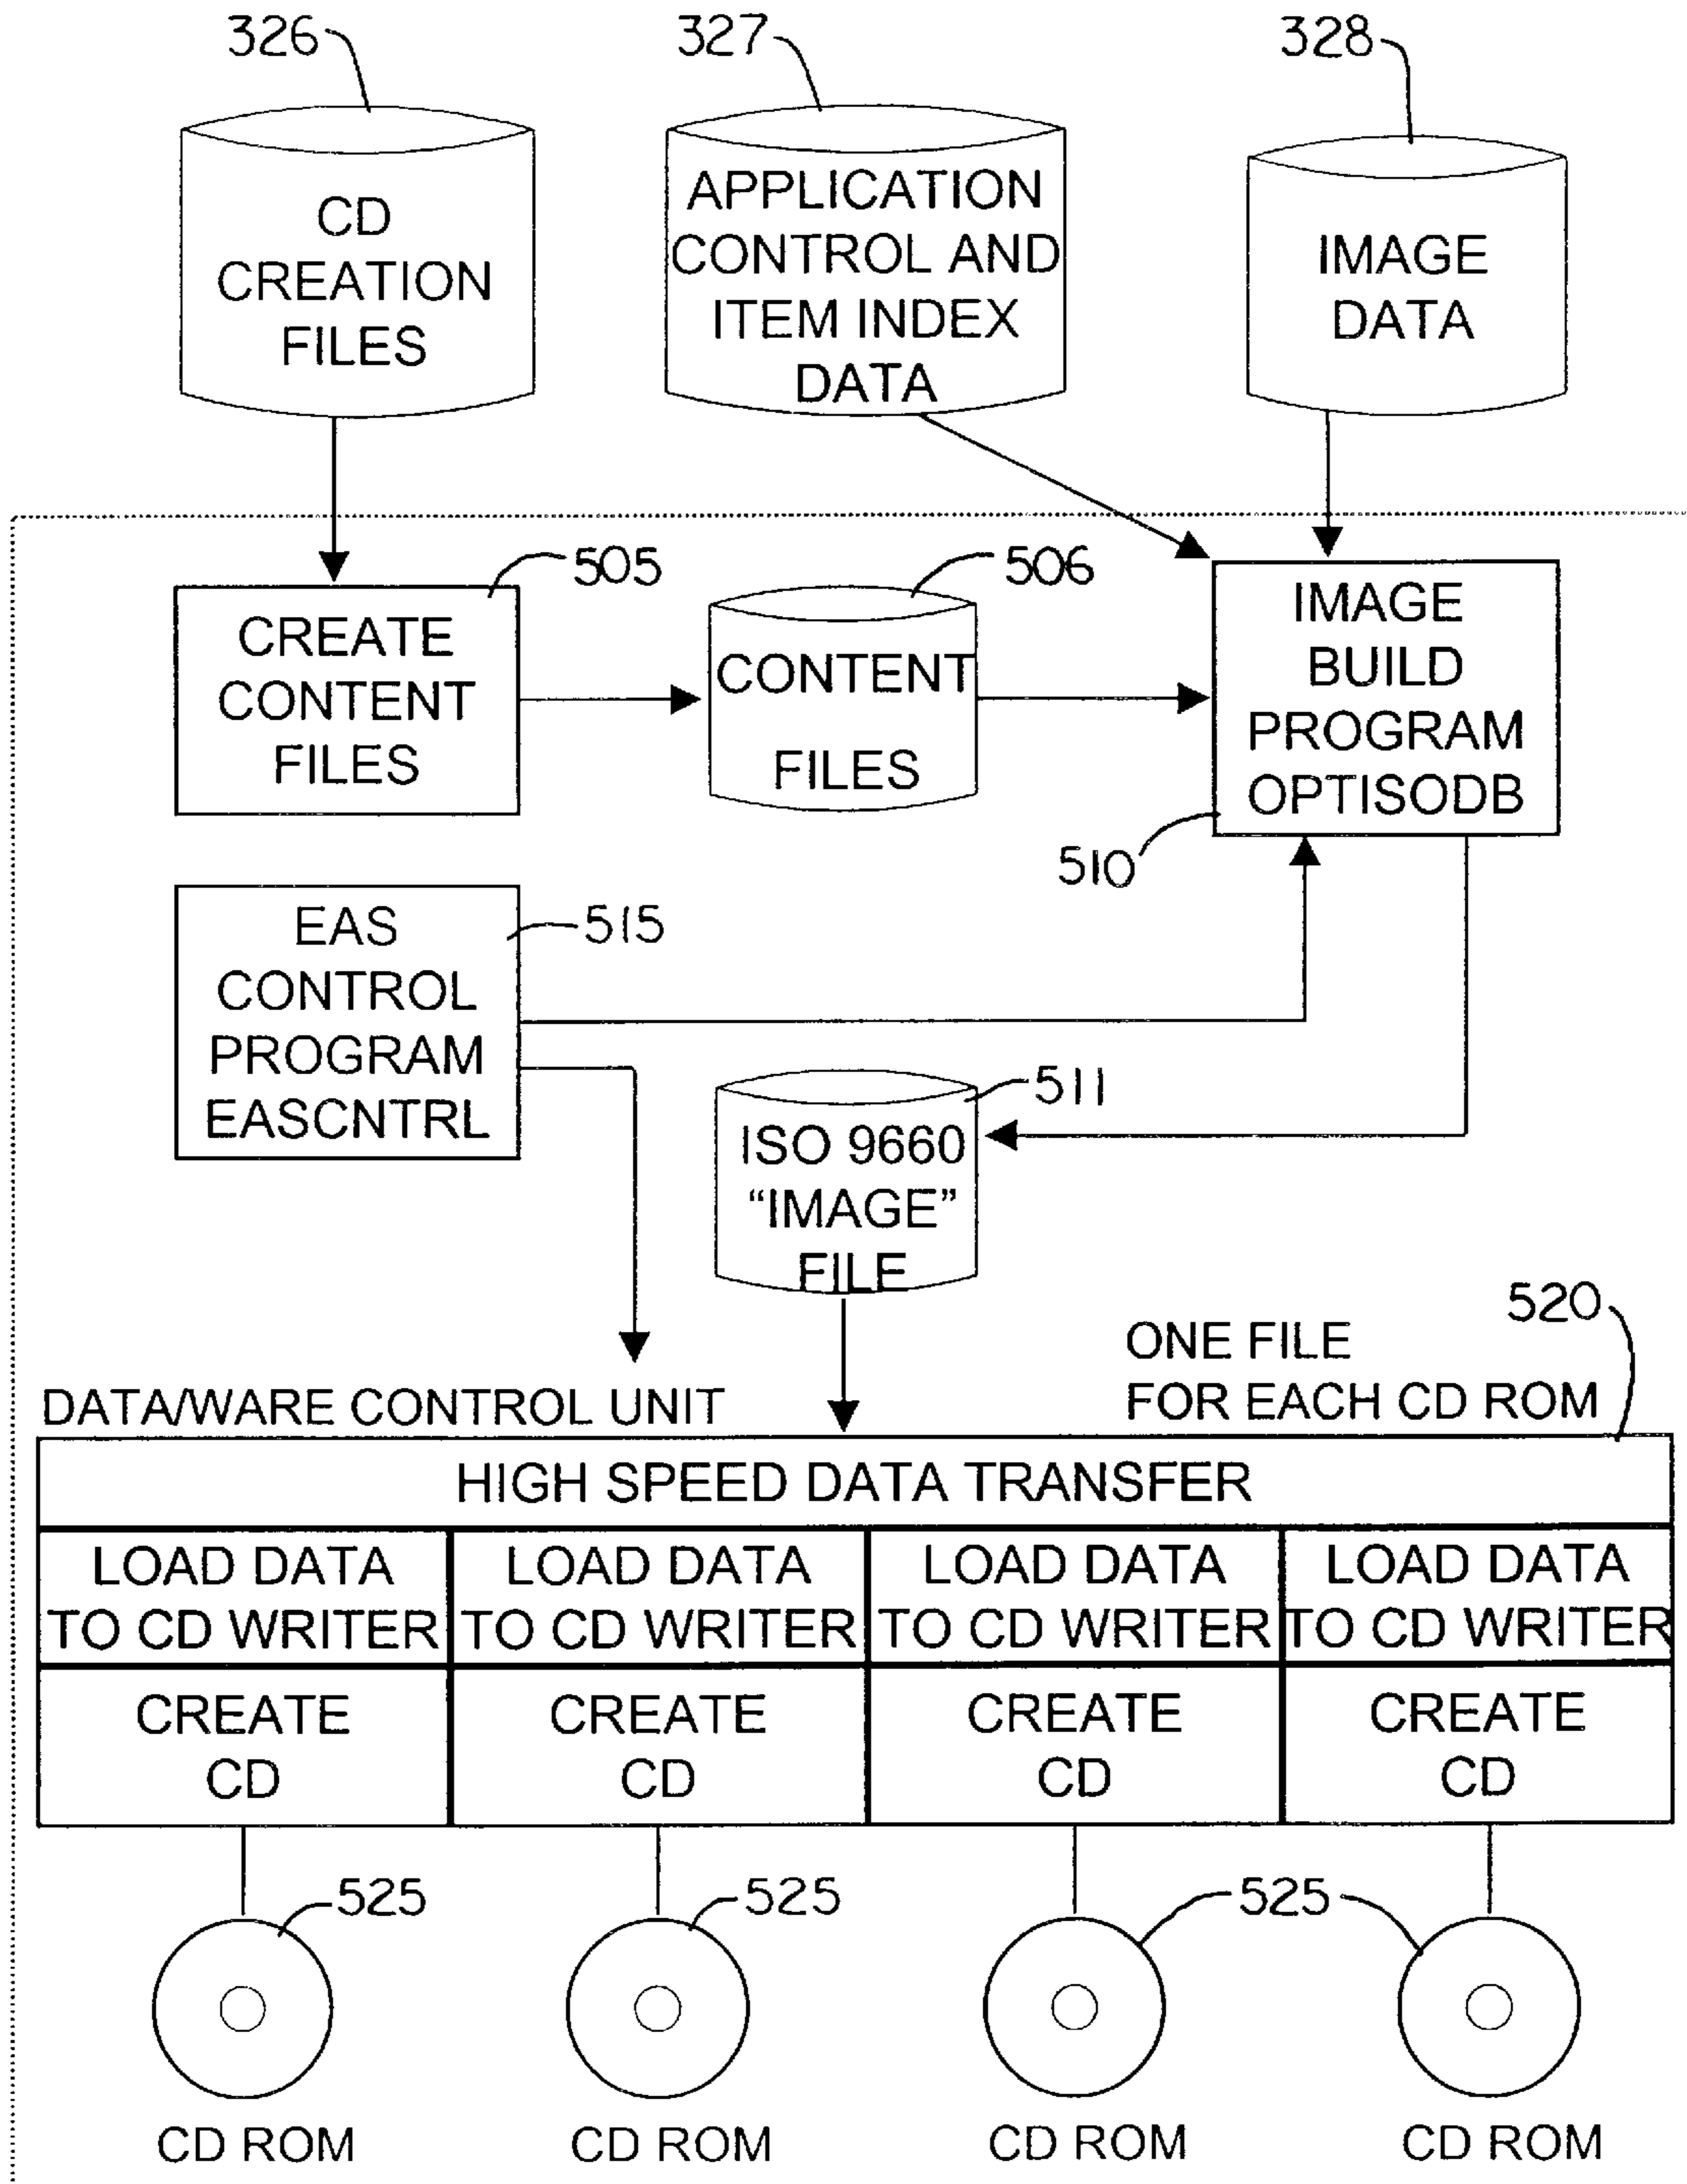 326
327
328
CD
CREATION
FILES
APPLICATION
CONTROL AND
ITEM INDEX
DATA
IMAGE
DATA
505
506
CREATE
CONTENT
FILES
CONTENT
FILES
IMAGE
BUILD
PROGRAM
OPTISODB
510
EAS
CONTROL
PROGRAM
EASCNTRL
515
511
ISO 9660
“IMAGE”
FILE
520
ONE FILE
FOR EACH CD ROM
DATA/WARE CONTROL UNIT
HIGH SPEED DATA TRANSFER
LOAD DATA
TO CD WRITER
LOAD DATA
TO CD WRITER
LOAD DATA
TO CD WRITER
LOAD DATA
TO CD WRITER
CREATE
CD
CREATE
CD
CREATE
CD
CREATE
CD
525
525
525
CD ROM
CD ROM
CD ROM
CD ROM